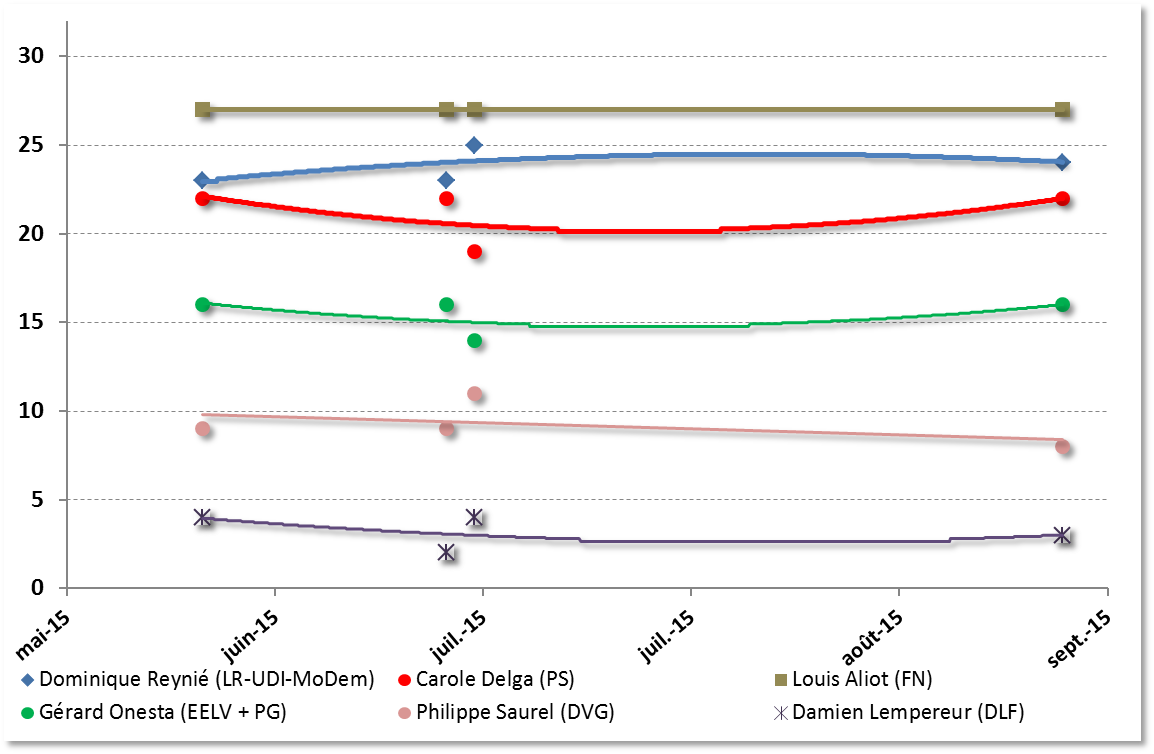 30
25
20
15
10
5
0
mai-15
juin-15
juil.-15
juil.-15
août-15
sept.-15
Dominique Reynié (LR-UDI-MoDem)
Carole Delga (PS)
Louis Aliot (FN)
Gérard Onesta (EELV + PG)
Philippe Saurel (DVG)
Damien Lempereur (DLF)